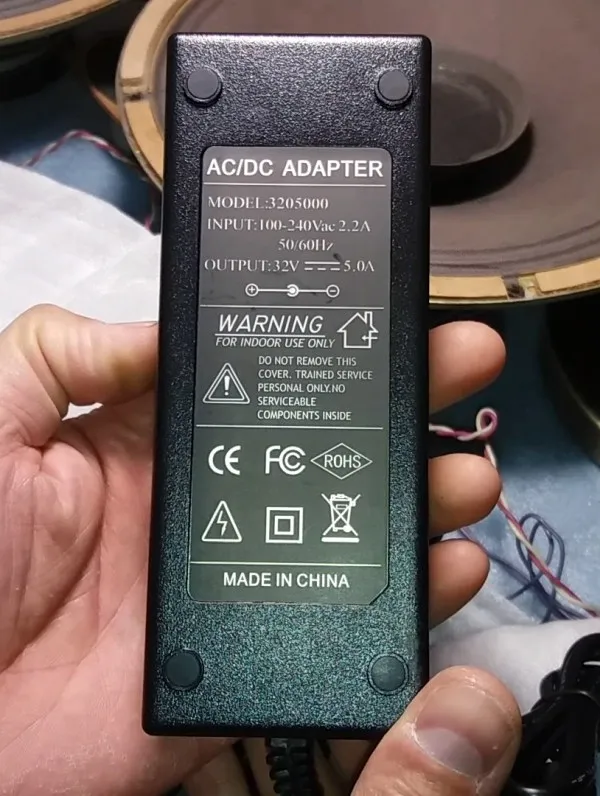 AC/DC ADAPTER
MODEL:3205000
INPUT:100-240Vac 2.2A
50/60Hz
OUTPUT:32V 5.0A
WARNING
FOR INDOOR USE ONLY
DO NOT REMOVE THIS
COVER. TRAINED SERVICE
PERSONAL ONLY.NO
SERVICEABLE
COMPONENTS INSIDE
CE FC ROHS
MADE IN CHINA